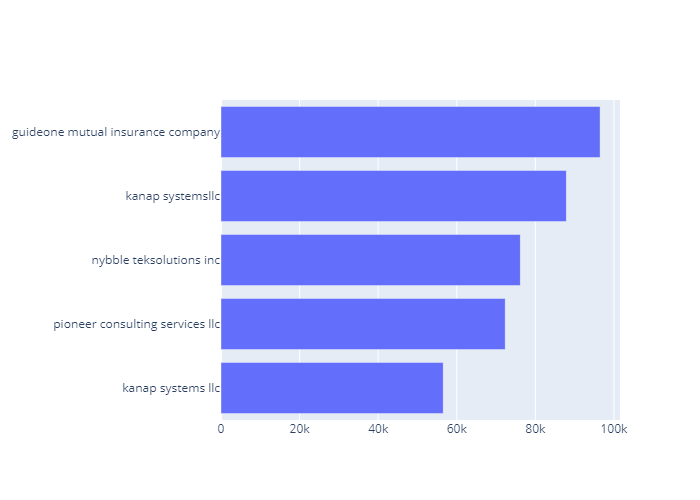 guideone mutual insurance company
kanap systemsllc
nybble teksolutions inc
pioneer consulting services llc
kanap systems llc
0 20k 40k 60k 80k 100k